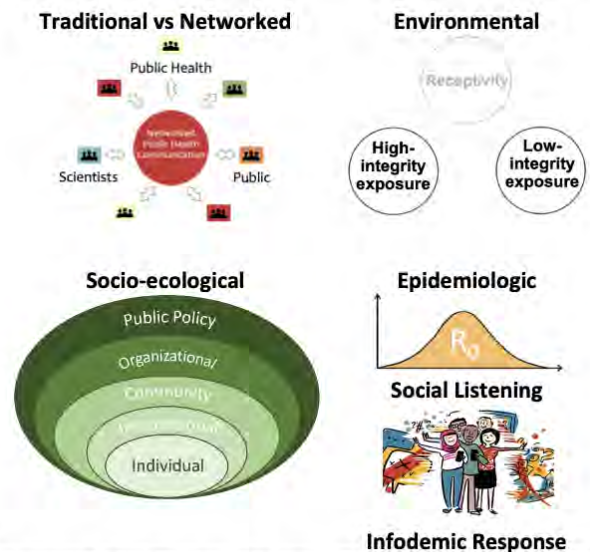 Traditional vs Networked
Public Health
Networked
Public Health
Communication
Scientists
Public
Environmental
Receptivity
High-
integrity
exposure
Low-
integrity
exposure
Socio-ecological
Public Policy
Organizational
Community
Individual
Epidemiologic
R₀
Social Listening
Infodemic Response